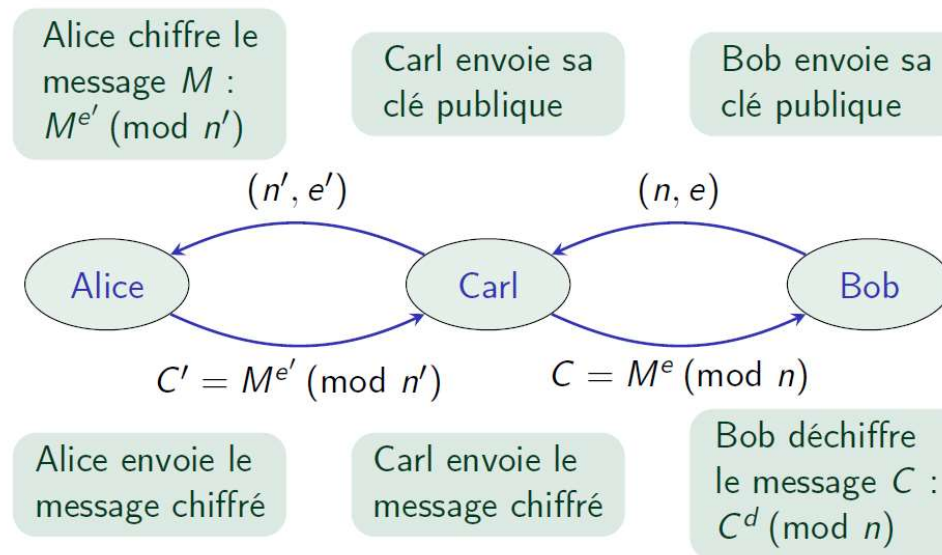 Alice chiffre le
message M :
M^{e'} (mod n')
Carl envoie sa
clé publique
Bob envoie sa
clé publique
(n', e')
(n, e)
Alice
Carl
Bob
C' = M^{e'} (mod n')
C = M^e (mod n)
Alice envoie le
message chiffré
Carl envoie le
message chiffré
Bob déchiffre
le message C :
C^d (mod n)